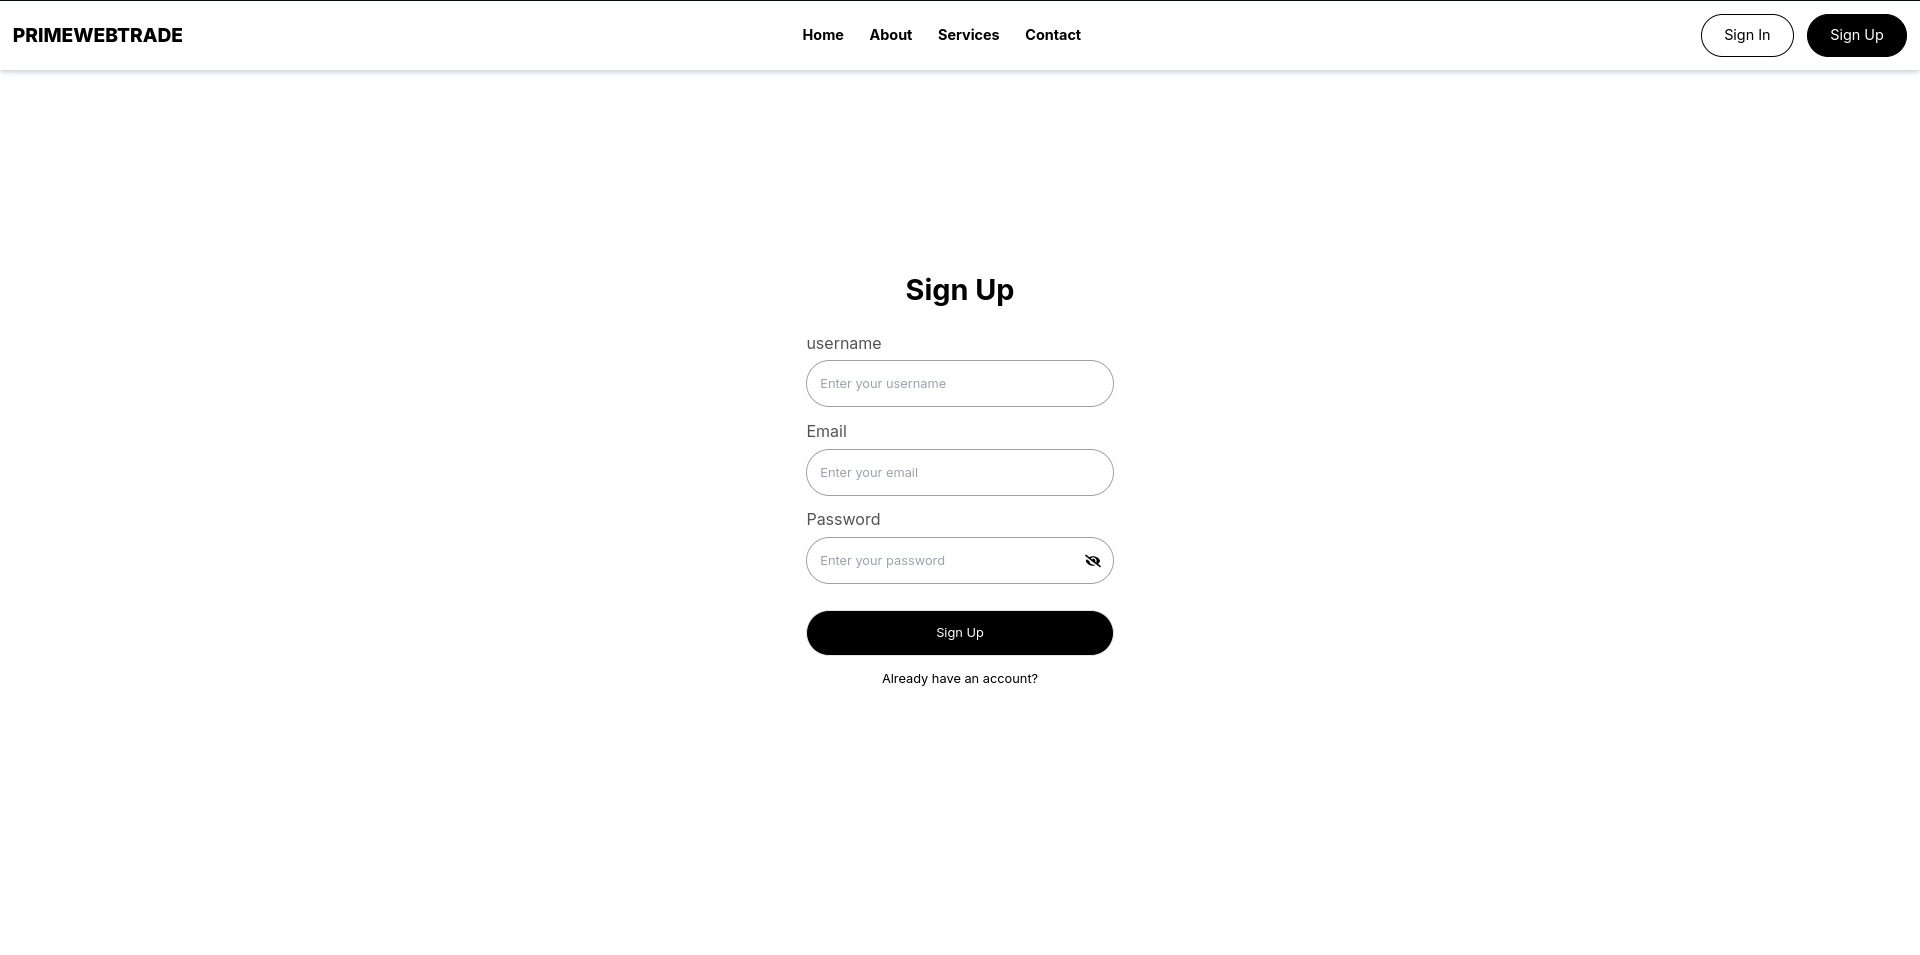 PRIMEWEBTRADE
Home About Services Contact
Sign In Sign Up
Sign Up
username
Enter your username
Email
Enter your email
Password
Enter your password
Sign Up
Already have an account?